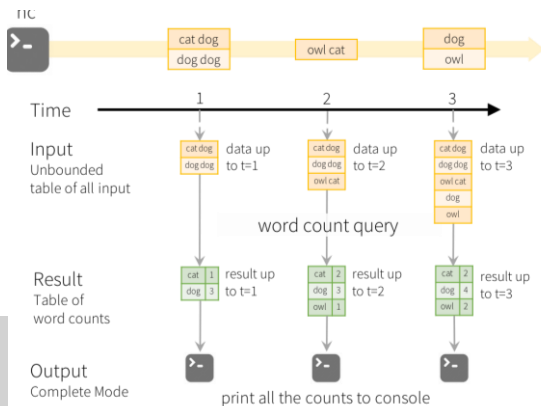 nc
cat dog
dog dog
owl cat
dog
owl
Time
1
2
3
Input
Unbounded
table of all input
cat dog
dog dog
data up
to t=1
cat dog
dog dog
owl cat
data up
to t=2
cat dog
dog dog
owl cat
dog
owl
data up
to t=3
word count query
Result
Table of
word counts
cat 1
dog 3
result up
to t=1
cat 2
dog 3
owl 1
result up
to t=2
cat 2
dog 4
owl 2
result up
to t=3
Output
Complete Mode
print all the counts to console